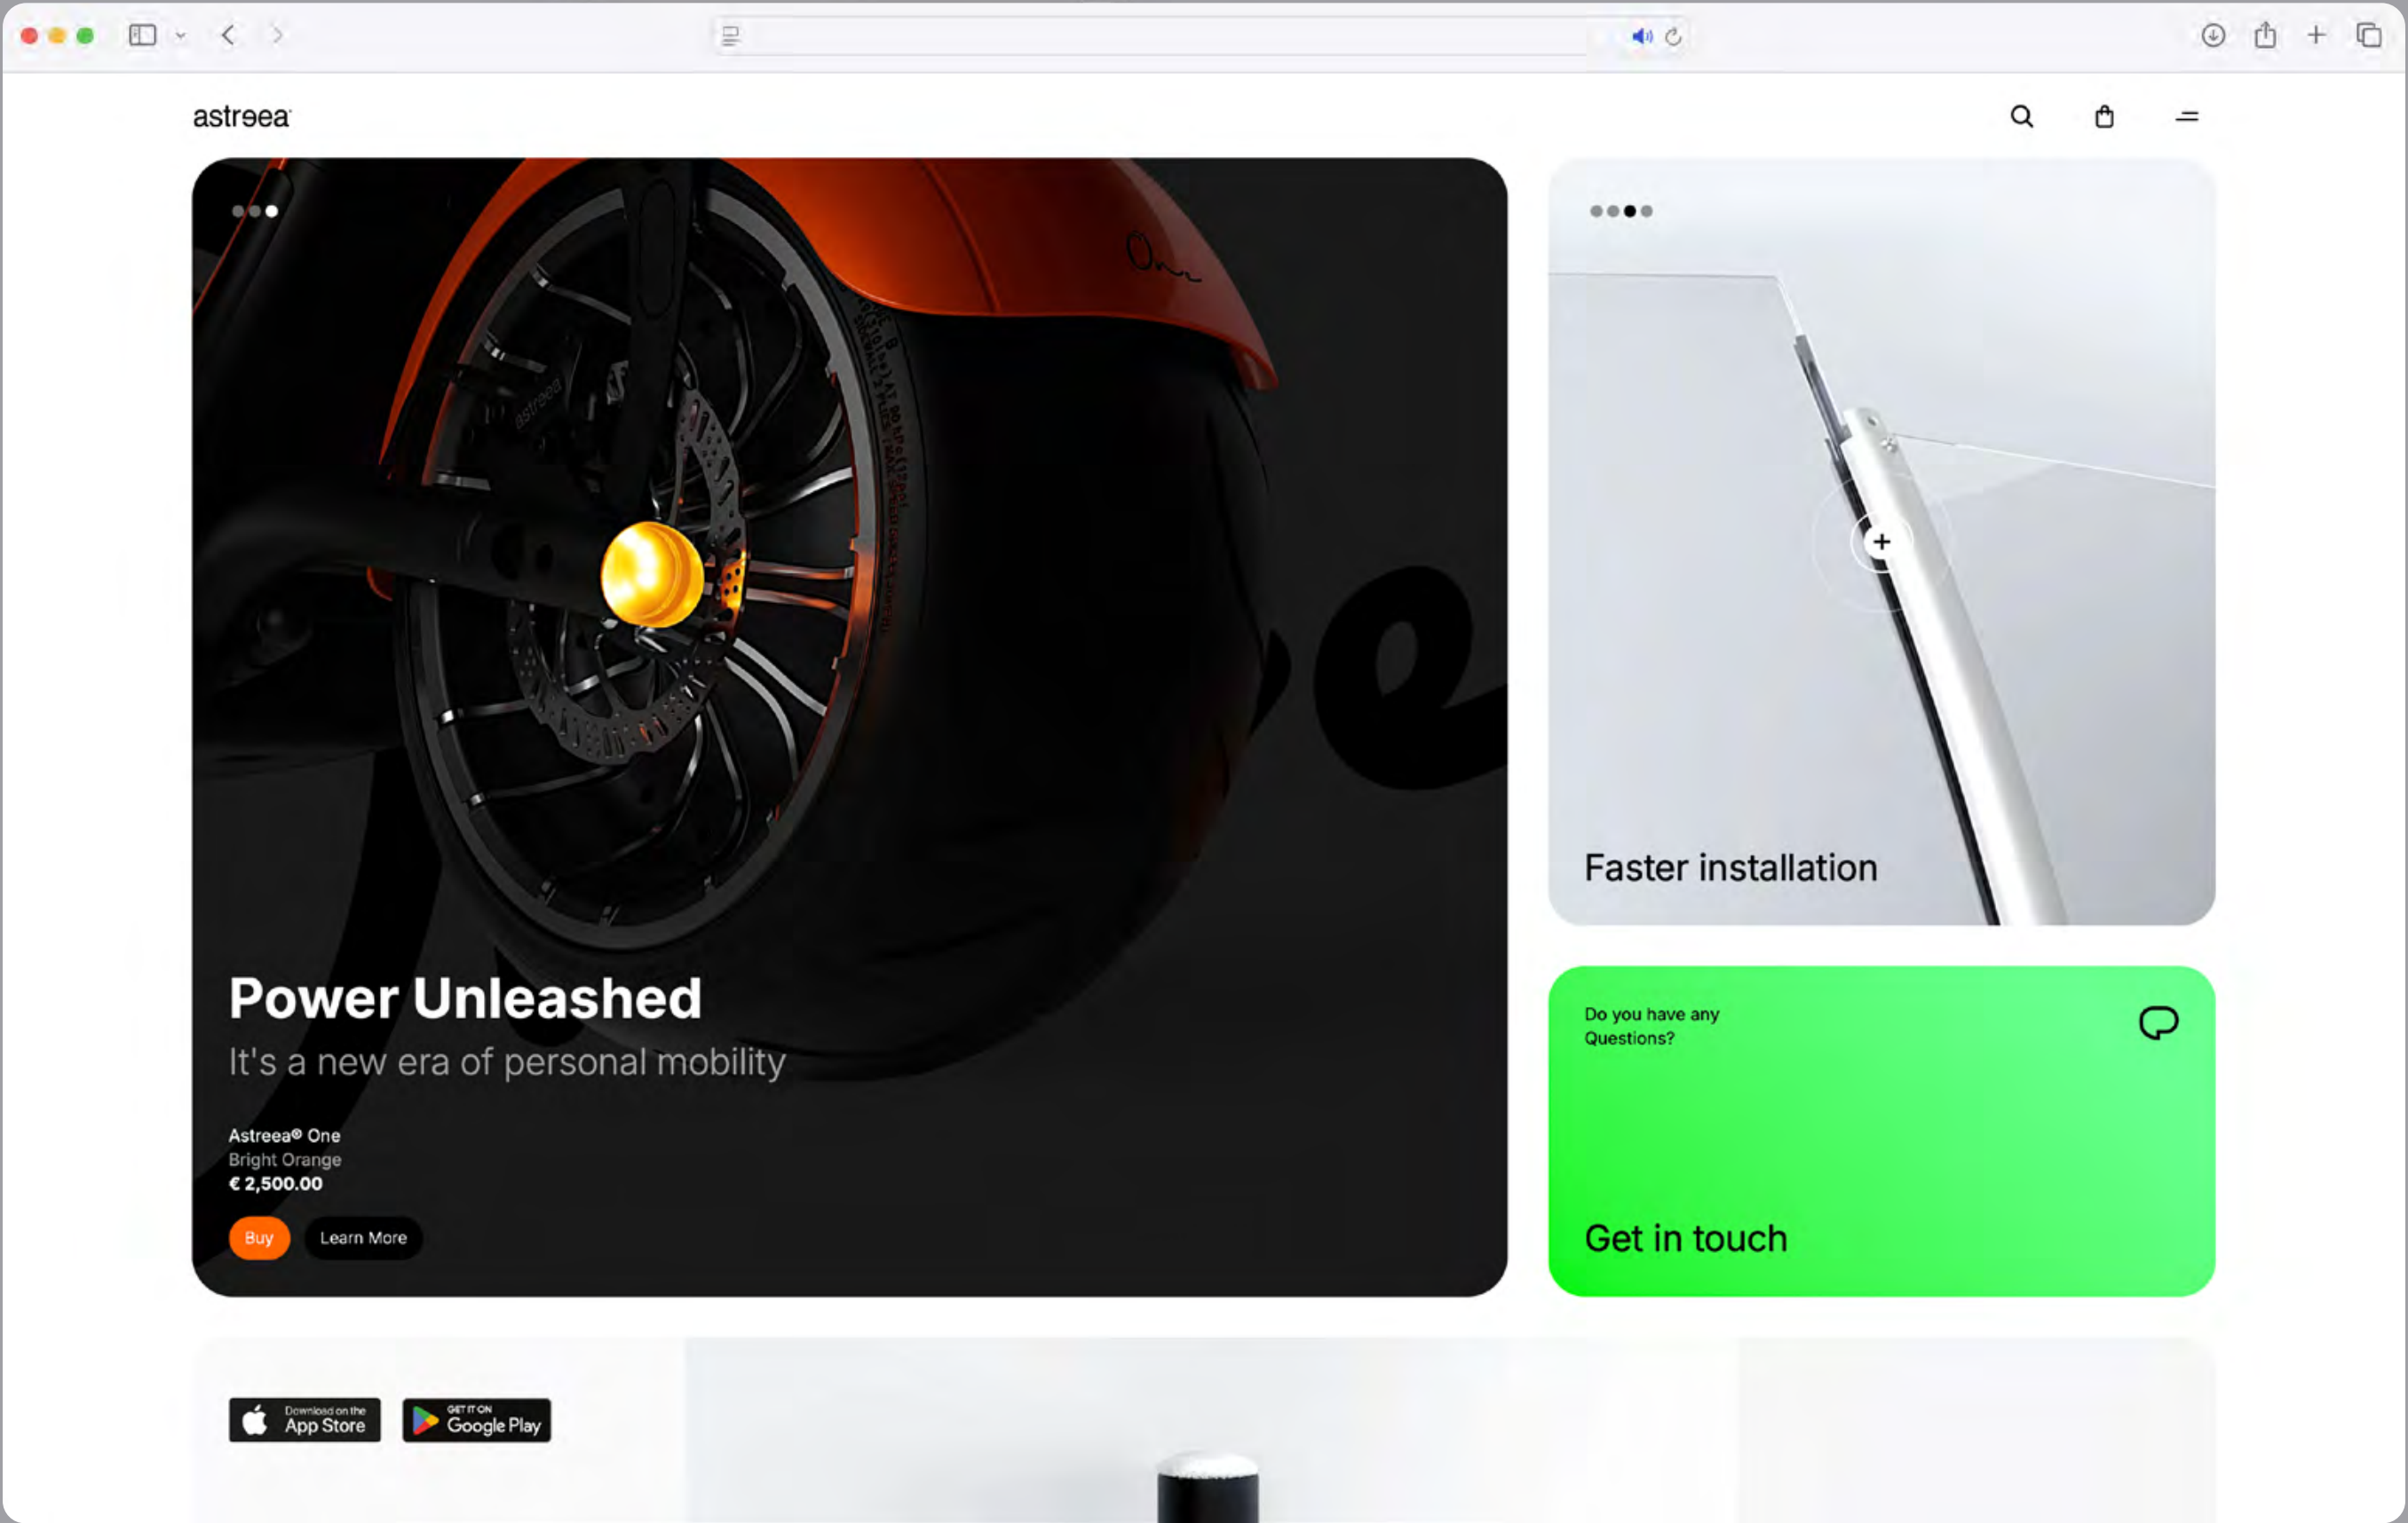 astreea
One
astreea
Power Unleashed
It's a new era of personal mobility
Astreea® One
Bright Orange
€ 2,500.00
Buy
Learn More
Faster installation
Do you have any
Questions?
Get in touch
Download on the
App Store
GET IT ON
Google Play